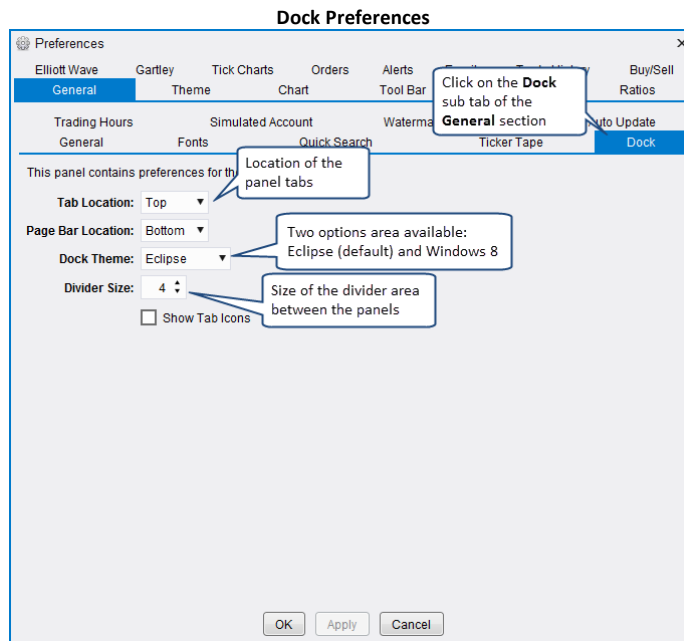 Dock Preferences
Preferences
Elliott Wave Gartley Tick Charts Orders Alerts Buy/Sell
General Theme Chart Tool Bar Ratios
Click on the Dock
sub tab of the
General section
Trading Hours Simulated Account Update
General Fonts Quick Search Ticker Tape Dock
This panel contains preferences for
Location of the
panel tabs
Tab Location: Top
Page Bar Location: Bottom
Two options area available:
Eclipse (default) and Windows 8
Dock Theme: Eclipse
Divider Size: 4
Size of the divider area
between the panels
Show Tab Icons
OK Apply Cancel